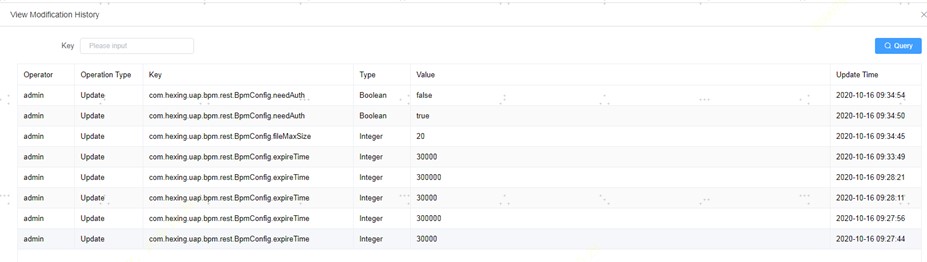 View Modification History
Key Please input Query
Operator Operation Type Key Type Value Update Time
admin Update com.hexing.uap.bpm.rest.BpmConfig.needAuth Boolean false 2020-10-16 09:34:54
admin Update com.hexing.uap.bpm.rest.BpmConfig.needAuth Boolean true 2020-10-16 09:34:50
admin Update com.hexing.uap.bpm.rest.BpmConfig.fileMaxSize Integer 20 2020-10-16 09:34:45
admin Update com.hexing.uap.bpm.rest.BpmConfig.expireTime Integer 30000 2020-10-16 09:33:49
admin Update com.hexing.uap.bpm.rest.BpmConfig.expireTime Integer 300000 2020-10-16 09:28:21
admin Update com.hexing.uap.bpm.rest.BpmConfig.expireTime Integer 30000 2020-10-16 09:28:11
admin Update com.hexing.uap.bpm.rest.BpmConfig.expireTime Integer 300000 2020-10-16 09:27:56
admin Update com.hexing.uap.bpm.rest.BpmConfig.expireTime Integer 30000 2020-10-16 09:27:44